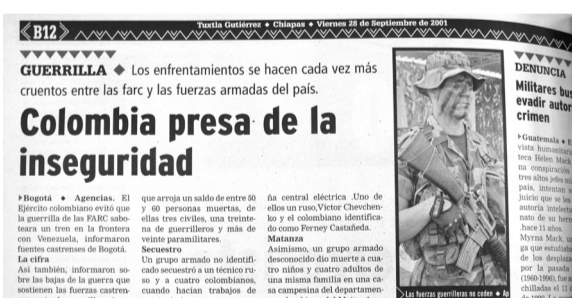 B12
Tuxtla Gutiérrez ◆ Chiapas ◆ Viernes 28 de Septiembre de 2001
GUERRILLA ◆ Los enfrentamientos se hacen cada vez más
cruentos entre las farc y las fuerzas armadas del país.
Colombia presa de la
inseguridad
Bogotá ◆ Agencias. El
Ejército colombiano evitó que
la guerrilla de las FARC sabo-
teara un tren en la frontera
con Venezuela, informaron
fuentes castrenses de Bogotá.
La cifra
Así también, informaron so-
bre las bajas de la guerra que
sostienen las fuerzas castren-
que arroja un saldo de entre 50
y 60 personas muertas, de
ellas tres civiles, una treinte-
na de guerrilleros y más de
veinte paramilitares.
Secuestro
Un grupo armado no identifi-
cado secuestró a un técnico ru-
so y a cuatro colombianos,
cuando hacían trabajos de
ña central eléctrica .Uno de
ellos un ruso,Victor Chevchen-
ko y el colombiano identifica-
do como Ferney Castañeda.
Matanza
Asimismo, un grupo armado
desconocido dio muerte a cua-
tro niños y cuatro adultos de
una misma familia en una ca-
sa campesina del departamen-
Las fuerzas guerrilleras no ceden ◆ Ap
DENUNCIA
Militares bus
evadir autor
crimen
Guatemala ◆ E
vista humanitaria
teca Helen Mack
na conspiración
tres altos jefes mi
país, intentan
juicio que se les
autoría intelectu
nato de su herm
hace 11 años.
Myrna Mack, u
ga que estudiaba
de los desplaza
por la pasada
(1960-1996), fue a
chilladas el 11